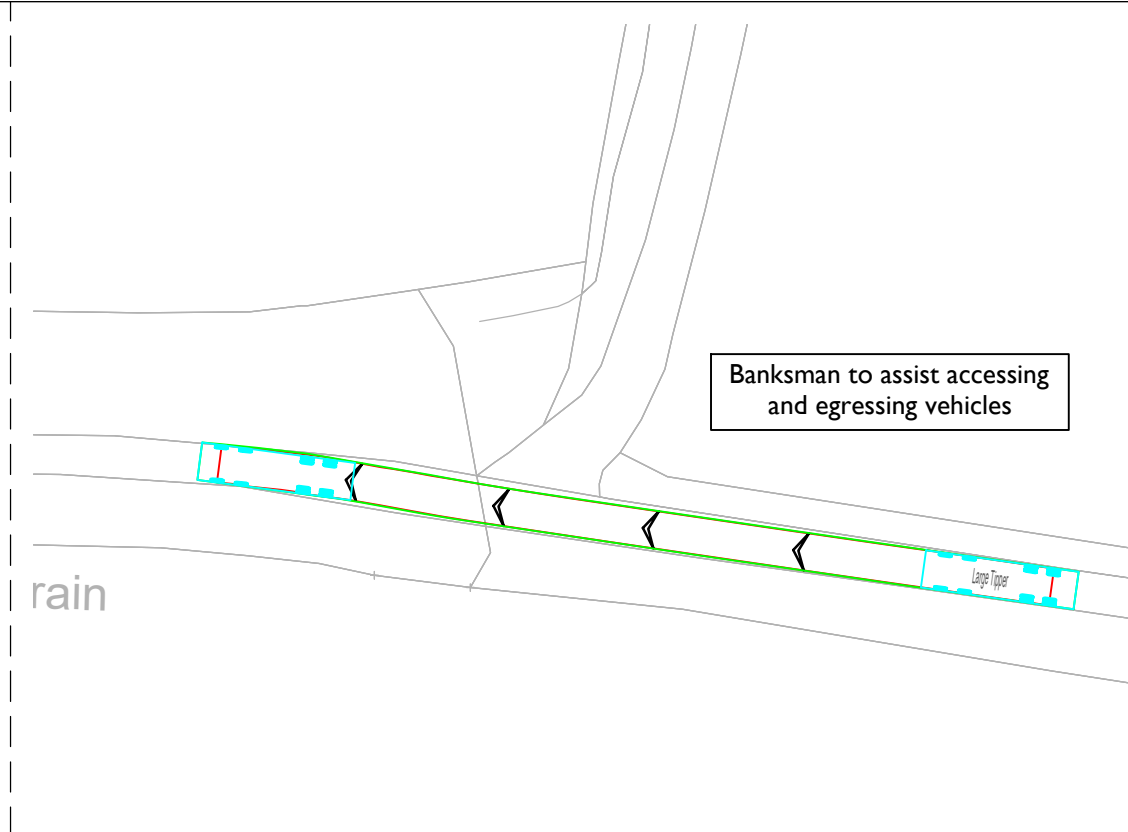 Banksman to assist accessing
and egressing vehicles
Large Tipper
rain